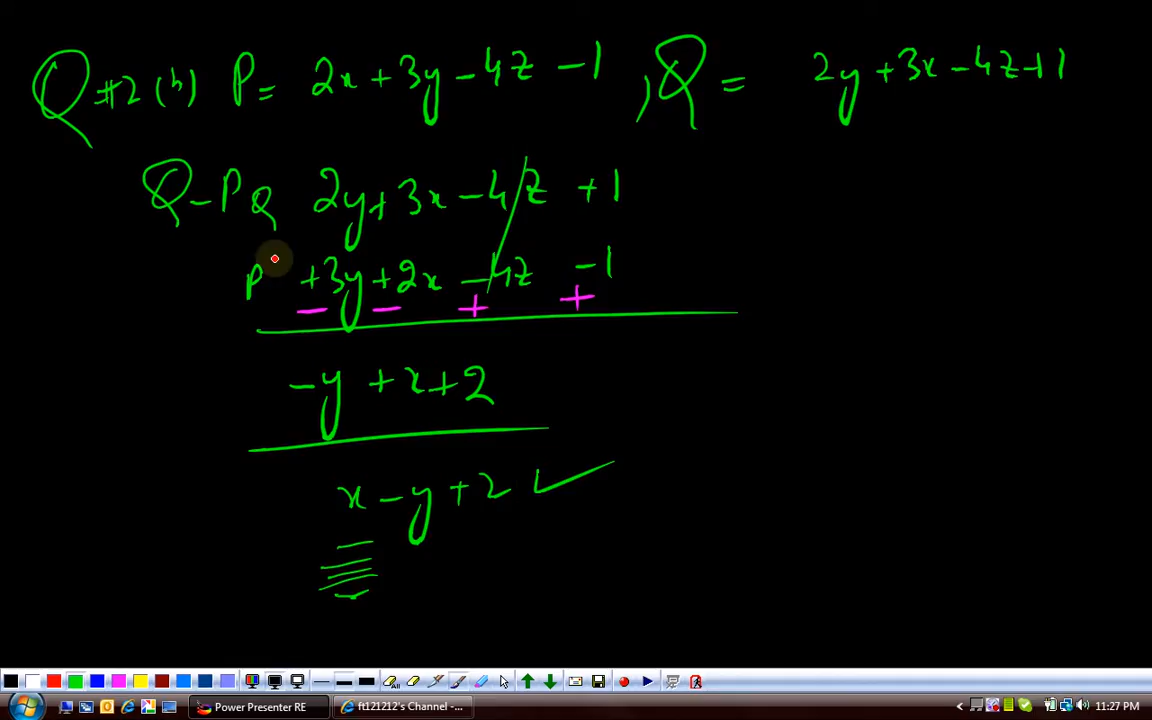 Q #2 (h) P = 2x + 3y - 4z - 1 , Q = 2y + 3x - 4z + 1
Q - P Q 2y + 3x - 4z + 1
P + 3y + 2x - 4z - 1
- - + +
- y + x + 2
x - y + 2 ✓
Power Presenter RE
ft121212's Channel - ...
11:27 PM